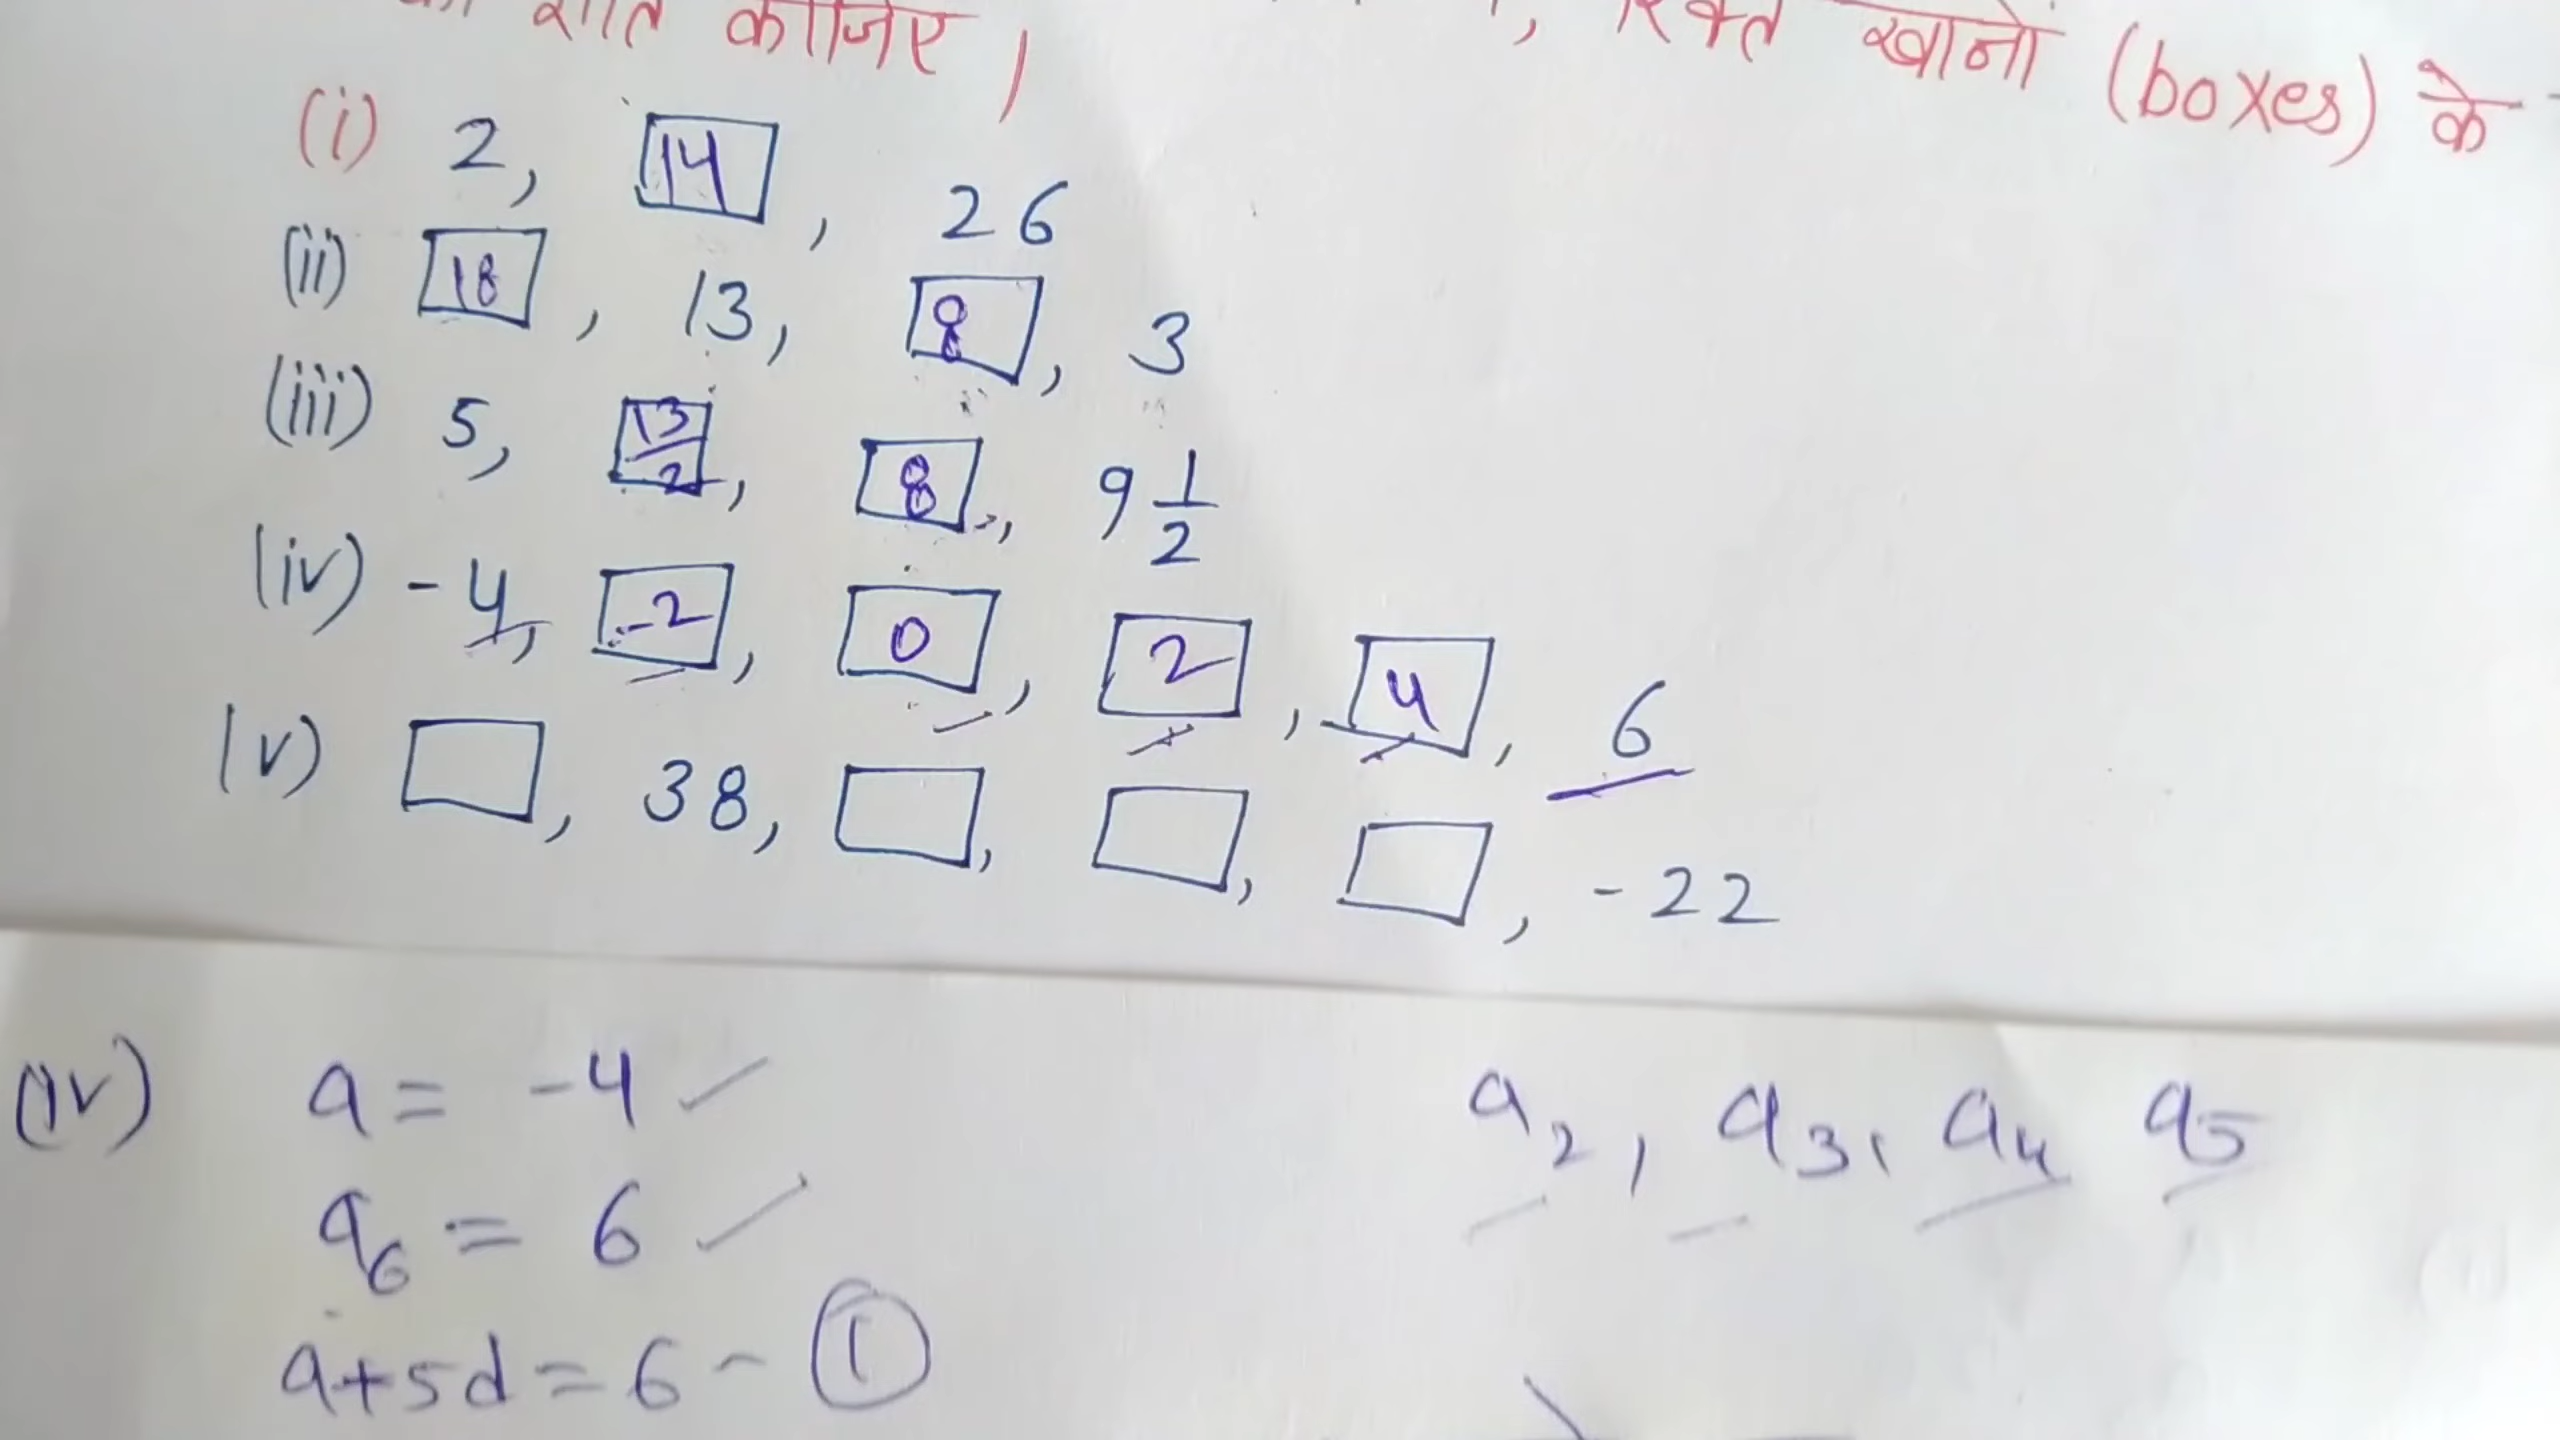 कीजिए। , रिक्त खानों (boxes) के
(i) 2, 14, 26
(ii) 18, 13, 8, 3
(iii) 5, 13/2, 8, 9 1/2
(iv) -4, -2, 0, 2, 4, 6
(v) , 38, , , , -22
(iv) a = -4 a2, a3, a4 a5
a6 = 6
a+5d = 6 - ①